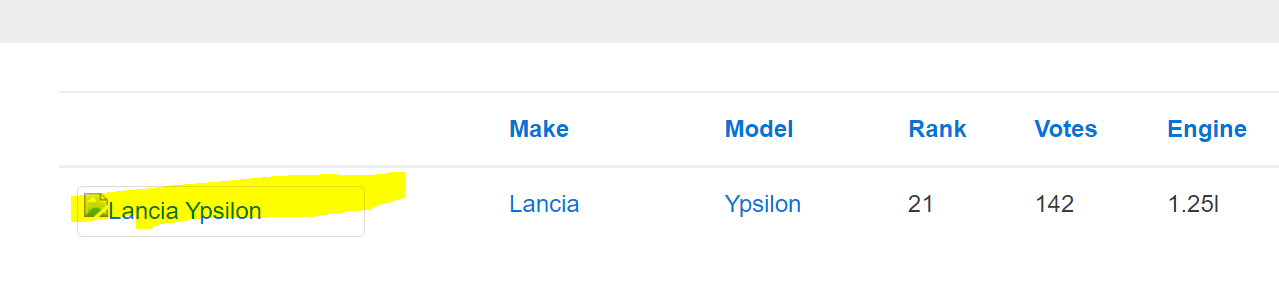 Make Model Rank Votes Engine
Lancia Ypsilon Lancia Ypsilon 21 142 1.25l